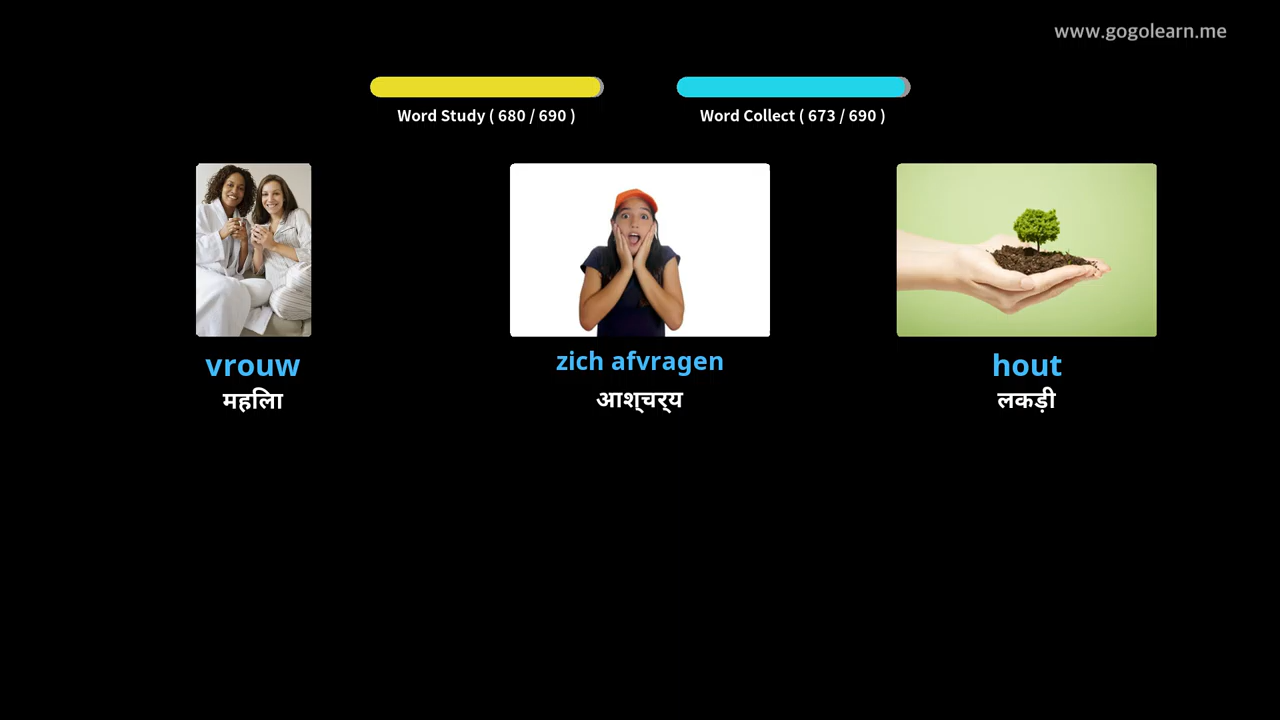 www.gogolearn.me
Word Study ( 680 / 690 )
Word Collect ( 673 / 690 )
vrouw
zich afvragen
hout
महिला
आश्चर्य
लकड़ी